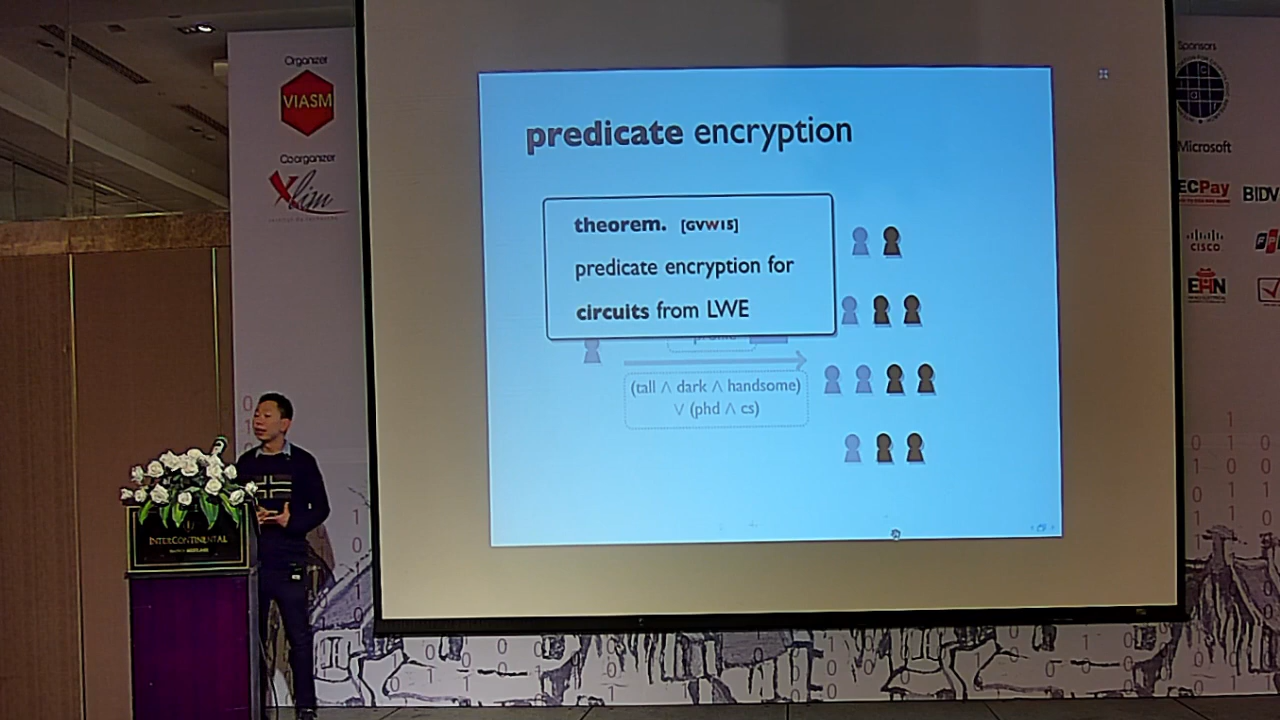 Organizer
VIASM
Coorganizer
Xlim
predicate encryption
theorem. [GVW15]
predicate encryption for
circuits from LWE
(tall ∧ dark ∧ handsome)
∨ (phd ∧ cs)
INTERCONTINENTAL
Sponsors
Microsoft
ECPay
BIDV
CISCO